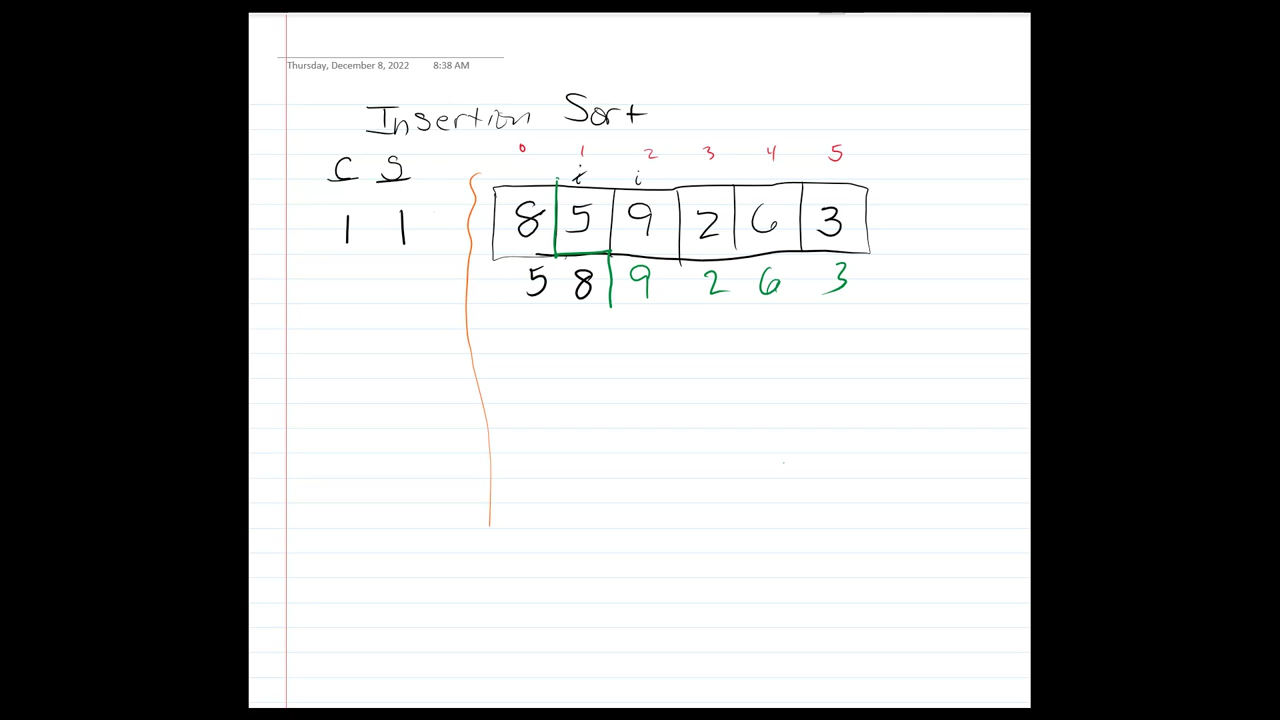 Thursday, December 8, 2022 8:38 AM
Insertion Sort
C S
0 1 2 3 4 5
i i
1 1
8 5 9 2 6 3
5 8 9 2 6 3